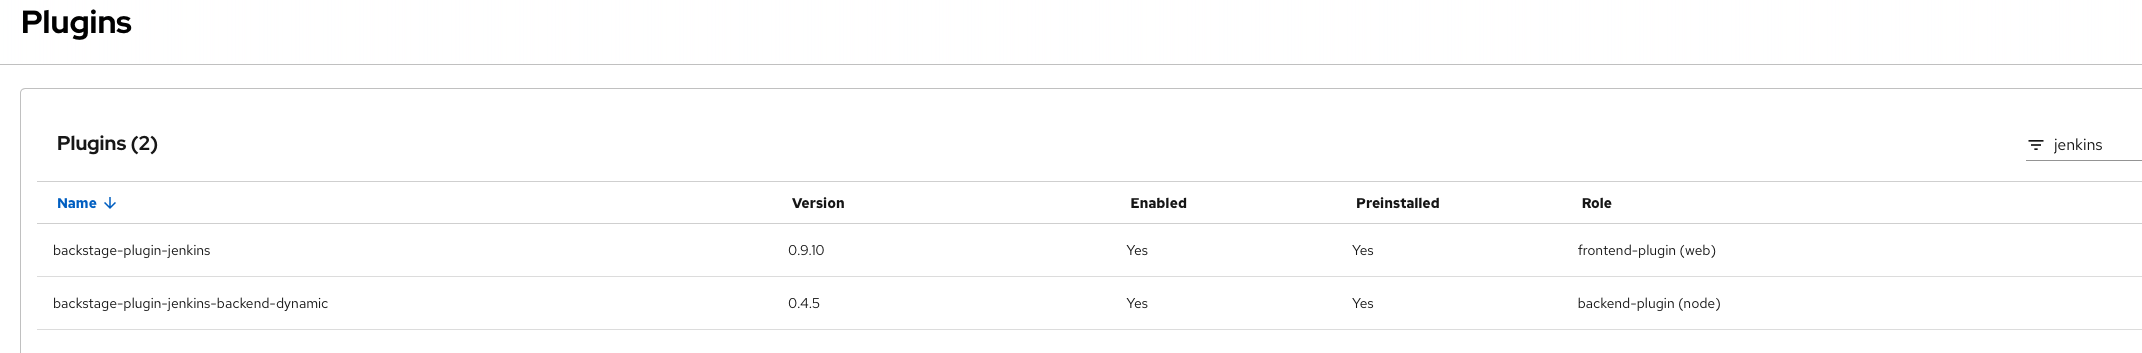 Plugins
Plugins (2)
jenkins
Name Version Enabled Preinstalled Role
backstage-plugin-jenkins 0.9.10 Yes Yes frontend-plugin (web)
backstage-plugin-jenkins-backend-dynamic 0.4.5 Yes Yes backend-plugin (node)